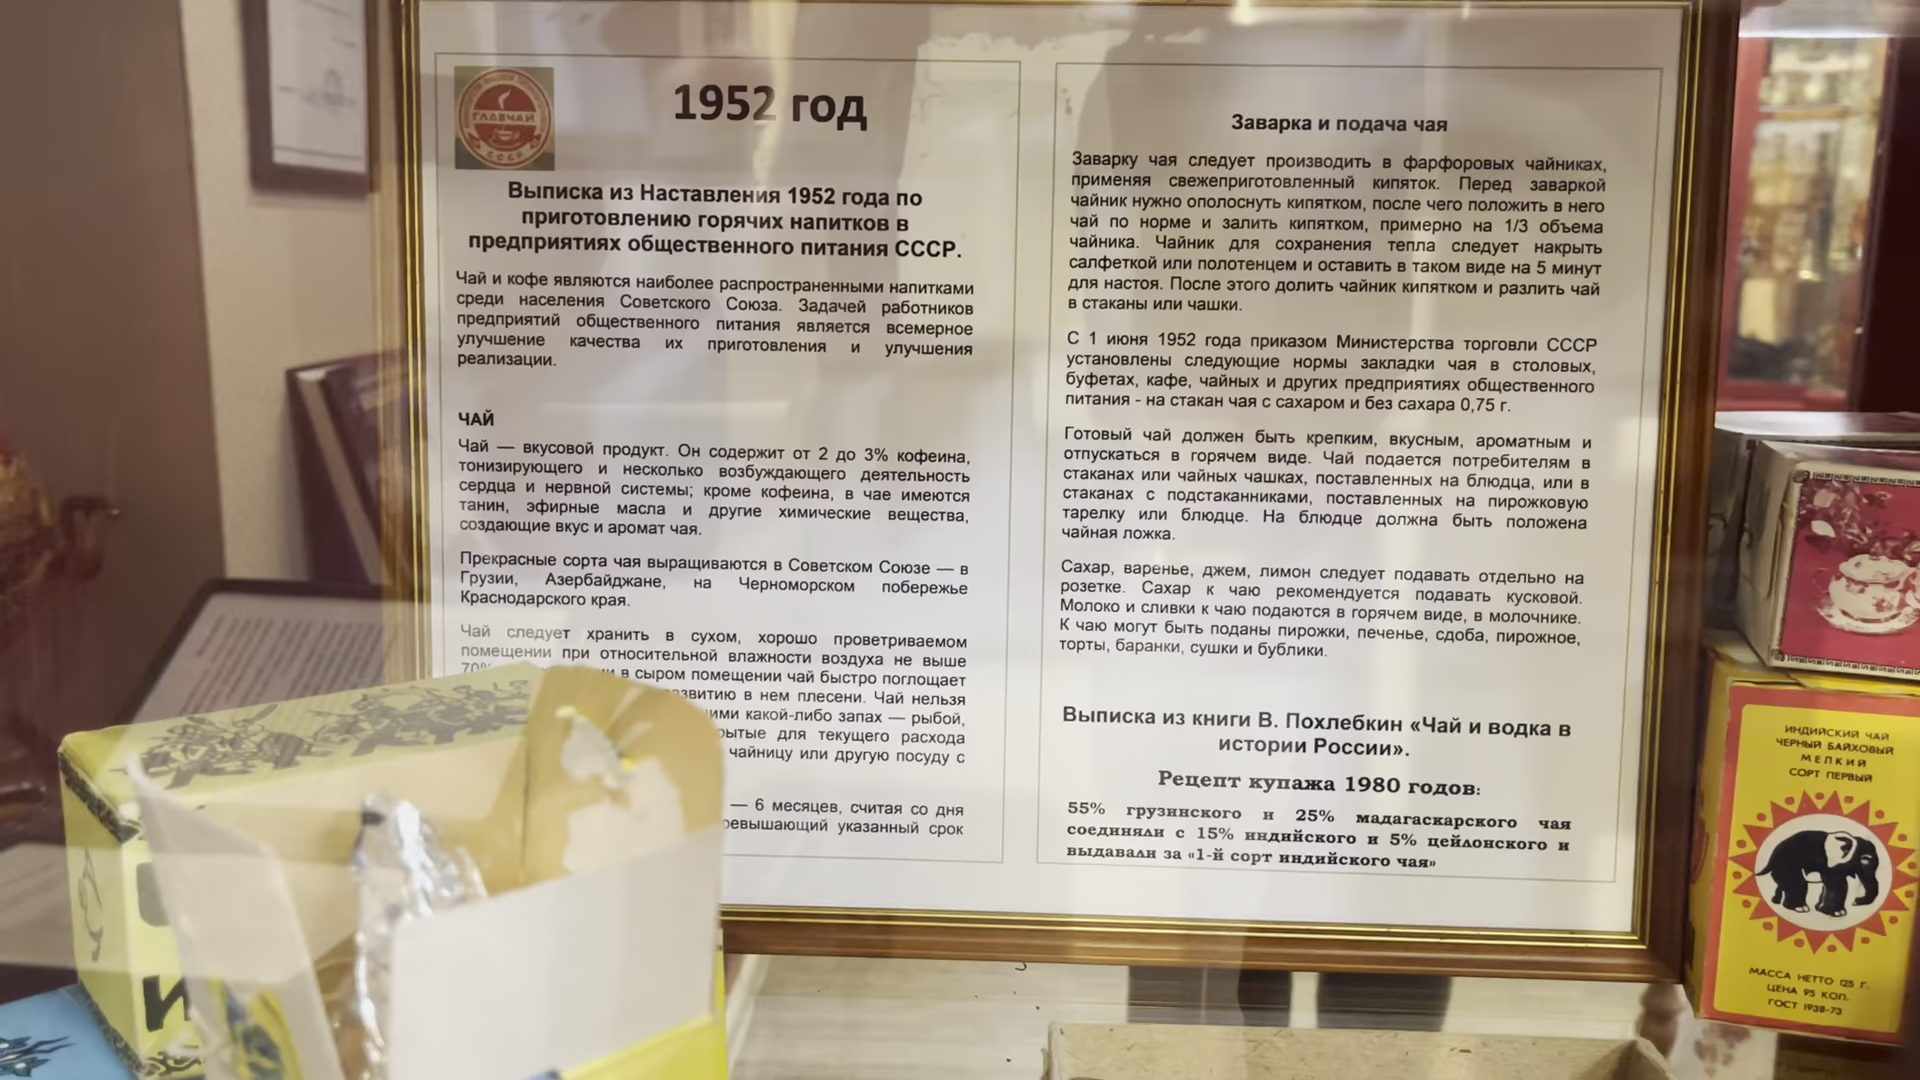 ГЛАВЧАЙ
СССР
1952 год
Выписка из Наставления 1952 года по
приготовлению горячих напитков в
предприятиях общественного питания СССР.
Чай и кофе являются наиболее распространенными напитками
среди населения Советского Союза. Задачей работников
предприятий общественного питания является всемерное
улучшение качества их приготовления и улучшения
реализации.
ЧАЙ
Чай — вкусовой продукт. Он содержит от 2 до 3% кофеина,
тонизирующего и несколько возбуждающего деятельность
сердца и нервной системы; кроме кофеина, в чае имеются
танин, эфирные масла и другие химические вещества,
создающие вкус и аромат чая.
Прекрасные сорта чая выращиваются в Советском Союзе — в
Грузии, Азербайджане, на Черноморском побережье
Краснодарского края.
Чай следует хранить в сухом, хорошо проветриваемом
помещении при относительной влажности воздуха не выше
70% в сыром помещении чай быстро поглощает
развитию в нем плесени. Чай нельзя
какой-либо запах — рыбой,
для текущего расхода
чайницу или другую посуду с
— 6 месяцев, считая со дня
указанный срок
Заварка и подача чая
Заварку чая следует производить в фарфоровых чайниках,
применяя свежеприготовленный кипяток. Перед заваркой
чайник нужно ополоснуть кипятком, после чего положить в него
чай по норме и залить кипятком, примерно на 1/3 объема
чайника. Чайник для сохранения тепла следует накрыть
салфеткой или полотенцем и оставить в таком виде на 5 минут
для настоя. После этого долить чайник кипятком и разлить чай
в стаканы или чашки.
С 1 июня 1952 года приказом Министерства торговли СССР
установлены следующие нормы закладки чая в столовых,
буфетах, кафе, чайных и других предприятиях общественного
питания - на стакан чая с сахаром и без сахара 0,75 г.
Готовый чай должен быть крепким, вкусным, ароматным и
отпускаться в горячем виде. Чай подается потребителям в
стаканах или чайных чашках, поставленных на блюдца, или в
стаканах с подстаканниками, поставленных на пирожковую
тарелку или блюдце. На блюдце должна быть положена
чайная ложка.
Сахар, варенье, джем, лимон следует подавать отдельно на
розетке. Сахар к чаю рекомендуется подавать кусковой.
Молоко и сливки к чаю подаются в горячем виде, в молочнике.
К чаю могут быть поданы пирожки, печенье, сдоба, пирожное,
торты, баранки, сушки и бублики.
Выписка из книги В. Похлебкин «Чай и водка в
истории России».
Рецепт купажа 1980 годов:
55% грузинского и 25% мадагаскарского чая
соединяли с 15% индийского и 5% цейлонского и
выдавали за «1-й сорт индийского чая»
ИНДИЙСКИЙ ЧАЙ
ЧЕРНЫЙ БАЙХОВЫЙ
МЕЛКИЙ
СОРТ ПЕРВЫЙ
МАССА НЕТТО 125 Г.
ЦЕНА 95 КОП.
ГОСТ 1938-73